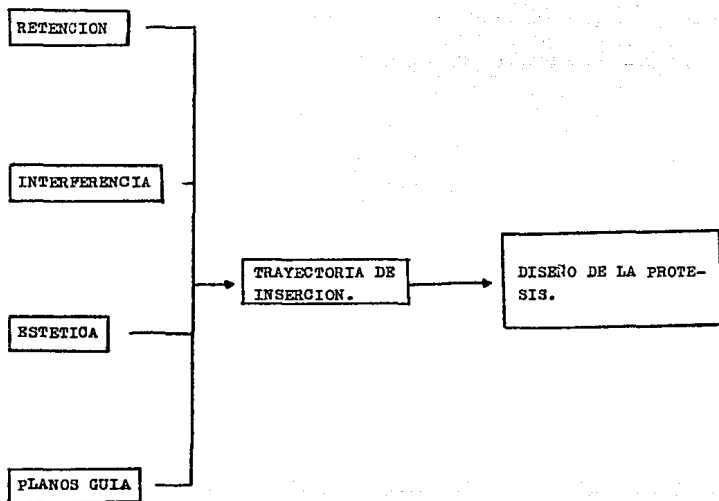 RETENCION
INTERFERENCIA
TRAYECTORIA DE
INSERCION.
DISEÑO DE LA PROTE-
SIS.
ESTETICA
PLANOS GUIA